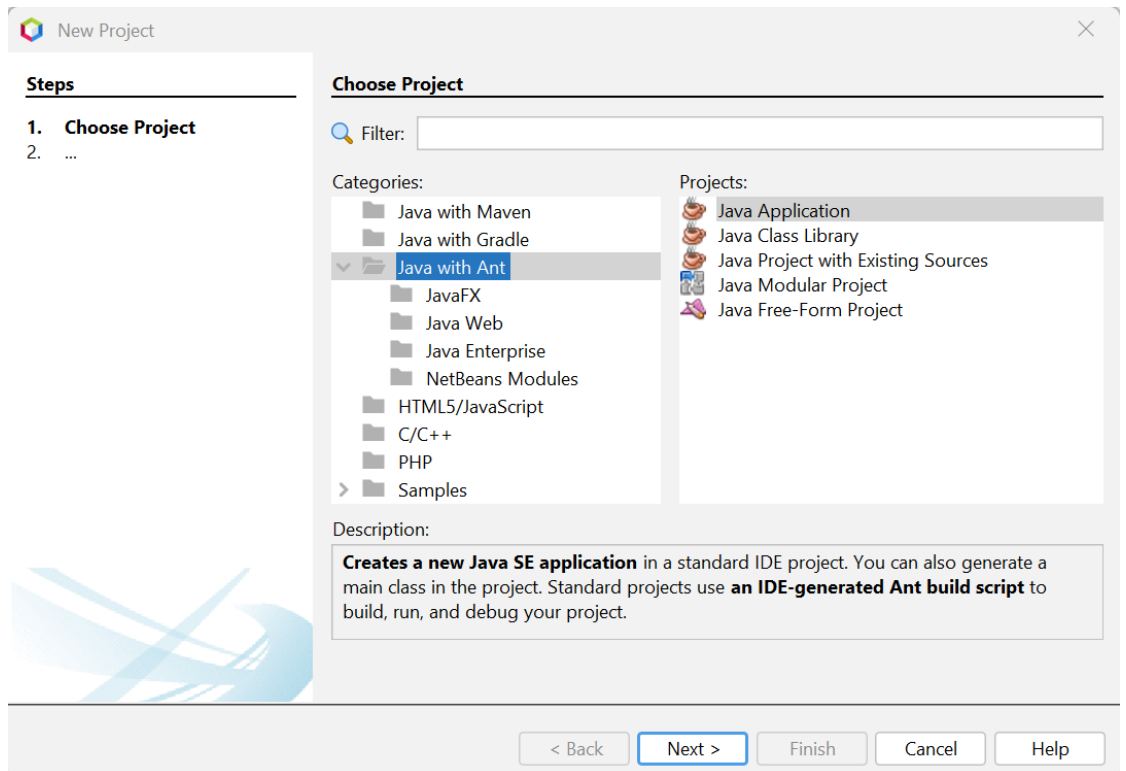 New Project
Steps
1. Choose Project
2. ...
Choose Project
Filter:
Categories:
Java with Maven
Java with Gradle
Java with Ant
JavaFX
Java Web
Java Enterprise
NetBeans Modules
HTML5/JavaScript
C/C++
PHP
Samples
Projects:
Java Application
Java Class Library
Java Project with Existing Sources
Java Modular Project
Java Free-Form Project
Description:
Creates a new Java SE application in a standard IDE project. You can also generate a
main class in the project. Standard projects use an IDE-generated Ant build script to
build, run, and debug your project.
< Back
Next >
Finish
Cancel
Help